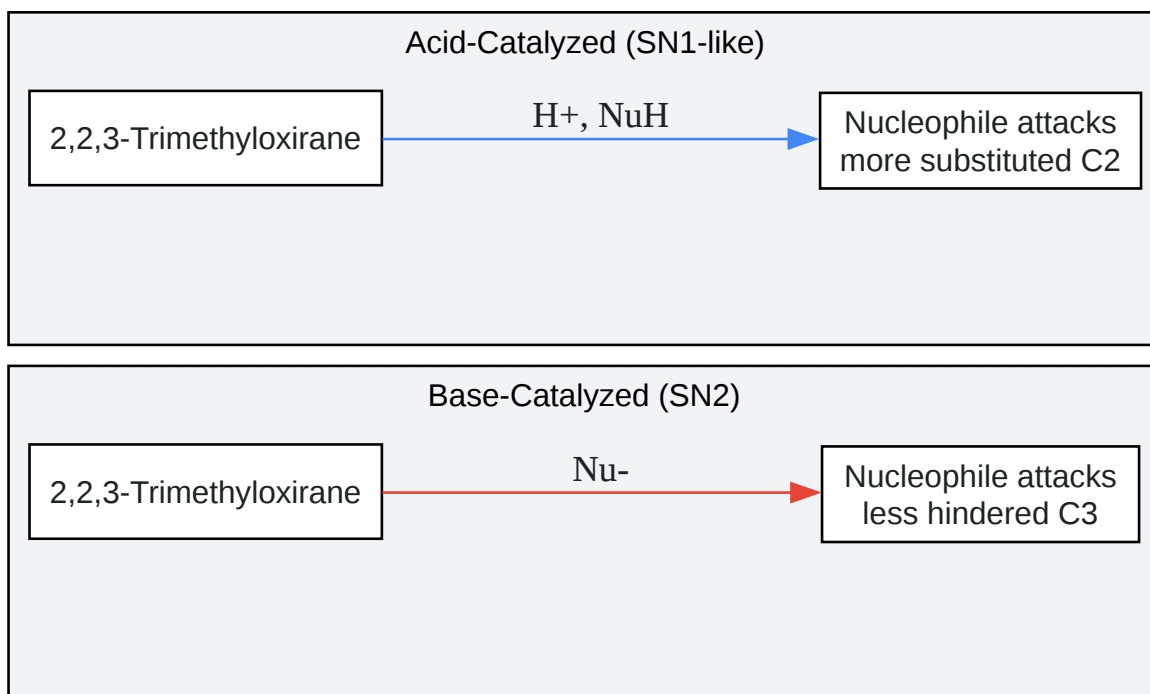 Acid-Catalyzed (SN1-like)
2,2,3-Trimethyloxirane
H+, NuH
Nucleophile attacks
more substituted C2
Base-Catalyzed (SN2)
2,2,3-Trimethyloxirane
Nu-
Nucleophile attacks
less hindered C3